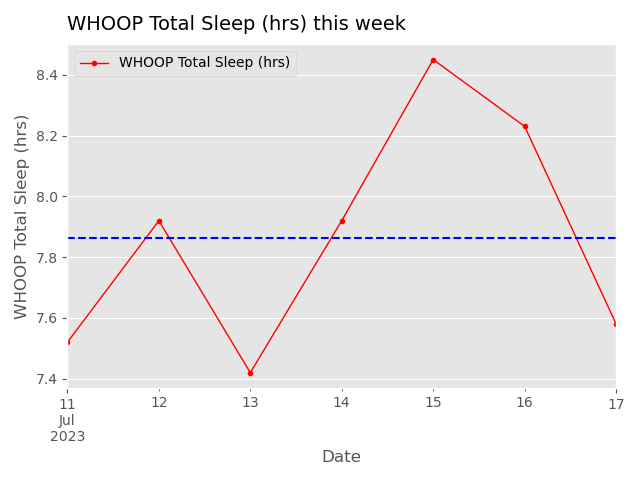 WHOOP Total Sleep (hrs) this week
WHOOP Total Sleep (hrs)
WHOOP Total Sleep (hrs)
8.4
8.2
8.0
7.8
7.6
7.4
11 12 13 14 15 16 17
Jul
2023
Date